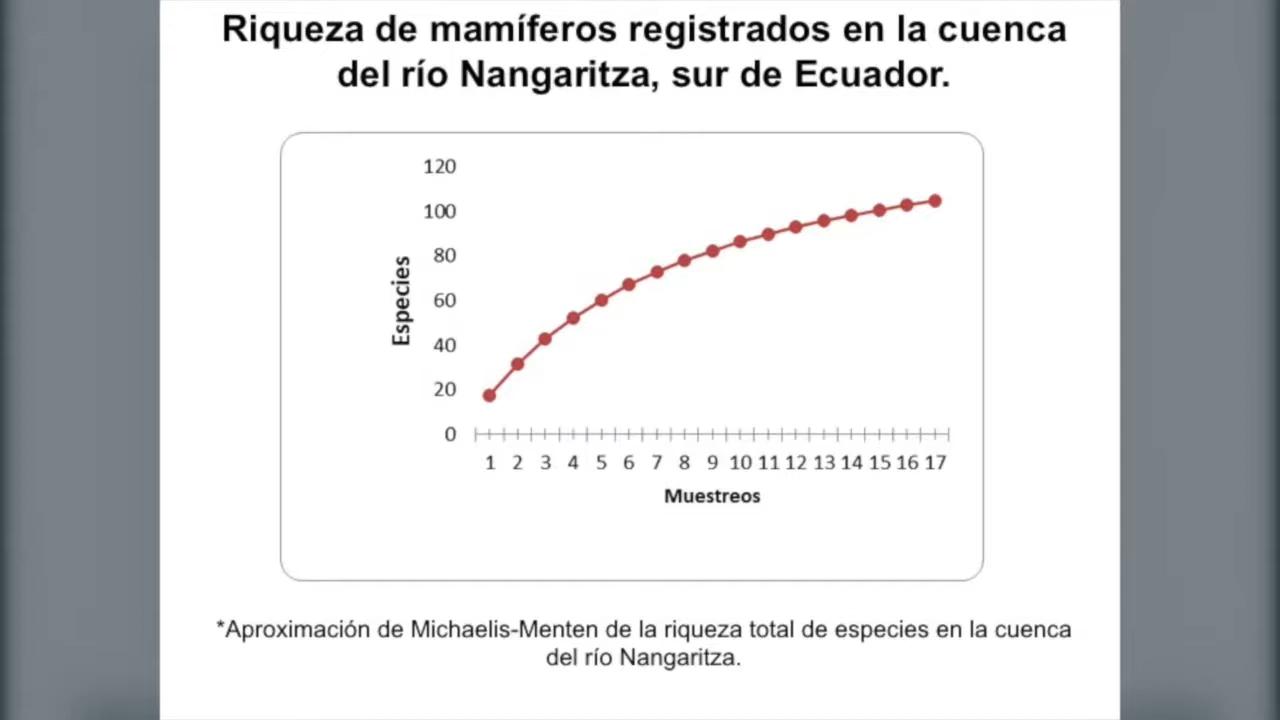 Riqueza de mamíferos registrados en la cuenca
del río Nangaritza, sur de Ecuador.
120
100
80
60
40
20
0
Especies
1 2 3 4 5 6 7 8 9 10 11 12 13 14 15 16 17
Muestreos
*Aproximación de Michaelis-Menten de la riqueza total de especies en la cuenca
del río Nangaritza.